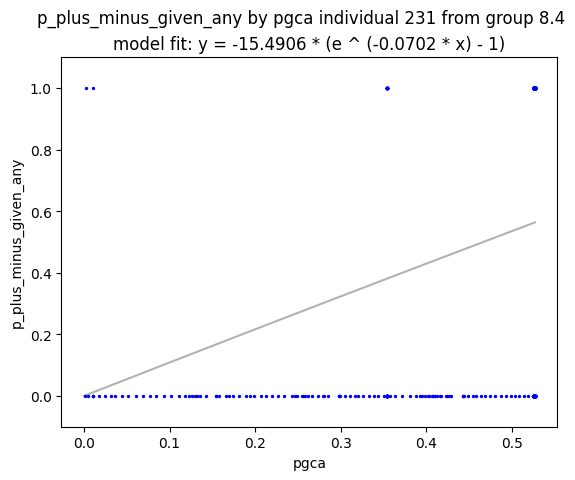 p_plus_minus_given_any by pgca individual 231 from group 8.4
model fit: y = -15.4906 * (e ^ (-0.0702 * x) - 1)
1.0
0.8
0.6
0.4
0.2
0.0
p_plus_minus_given_any
0.0 0.1 0.2 0.3 0.4 0.5
pgca